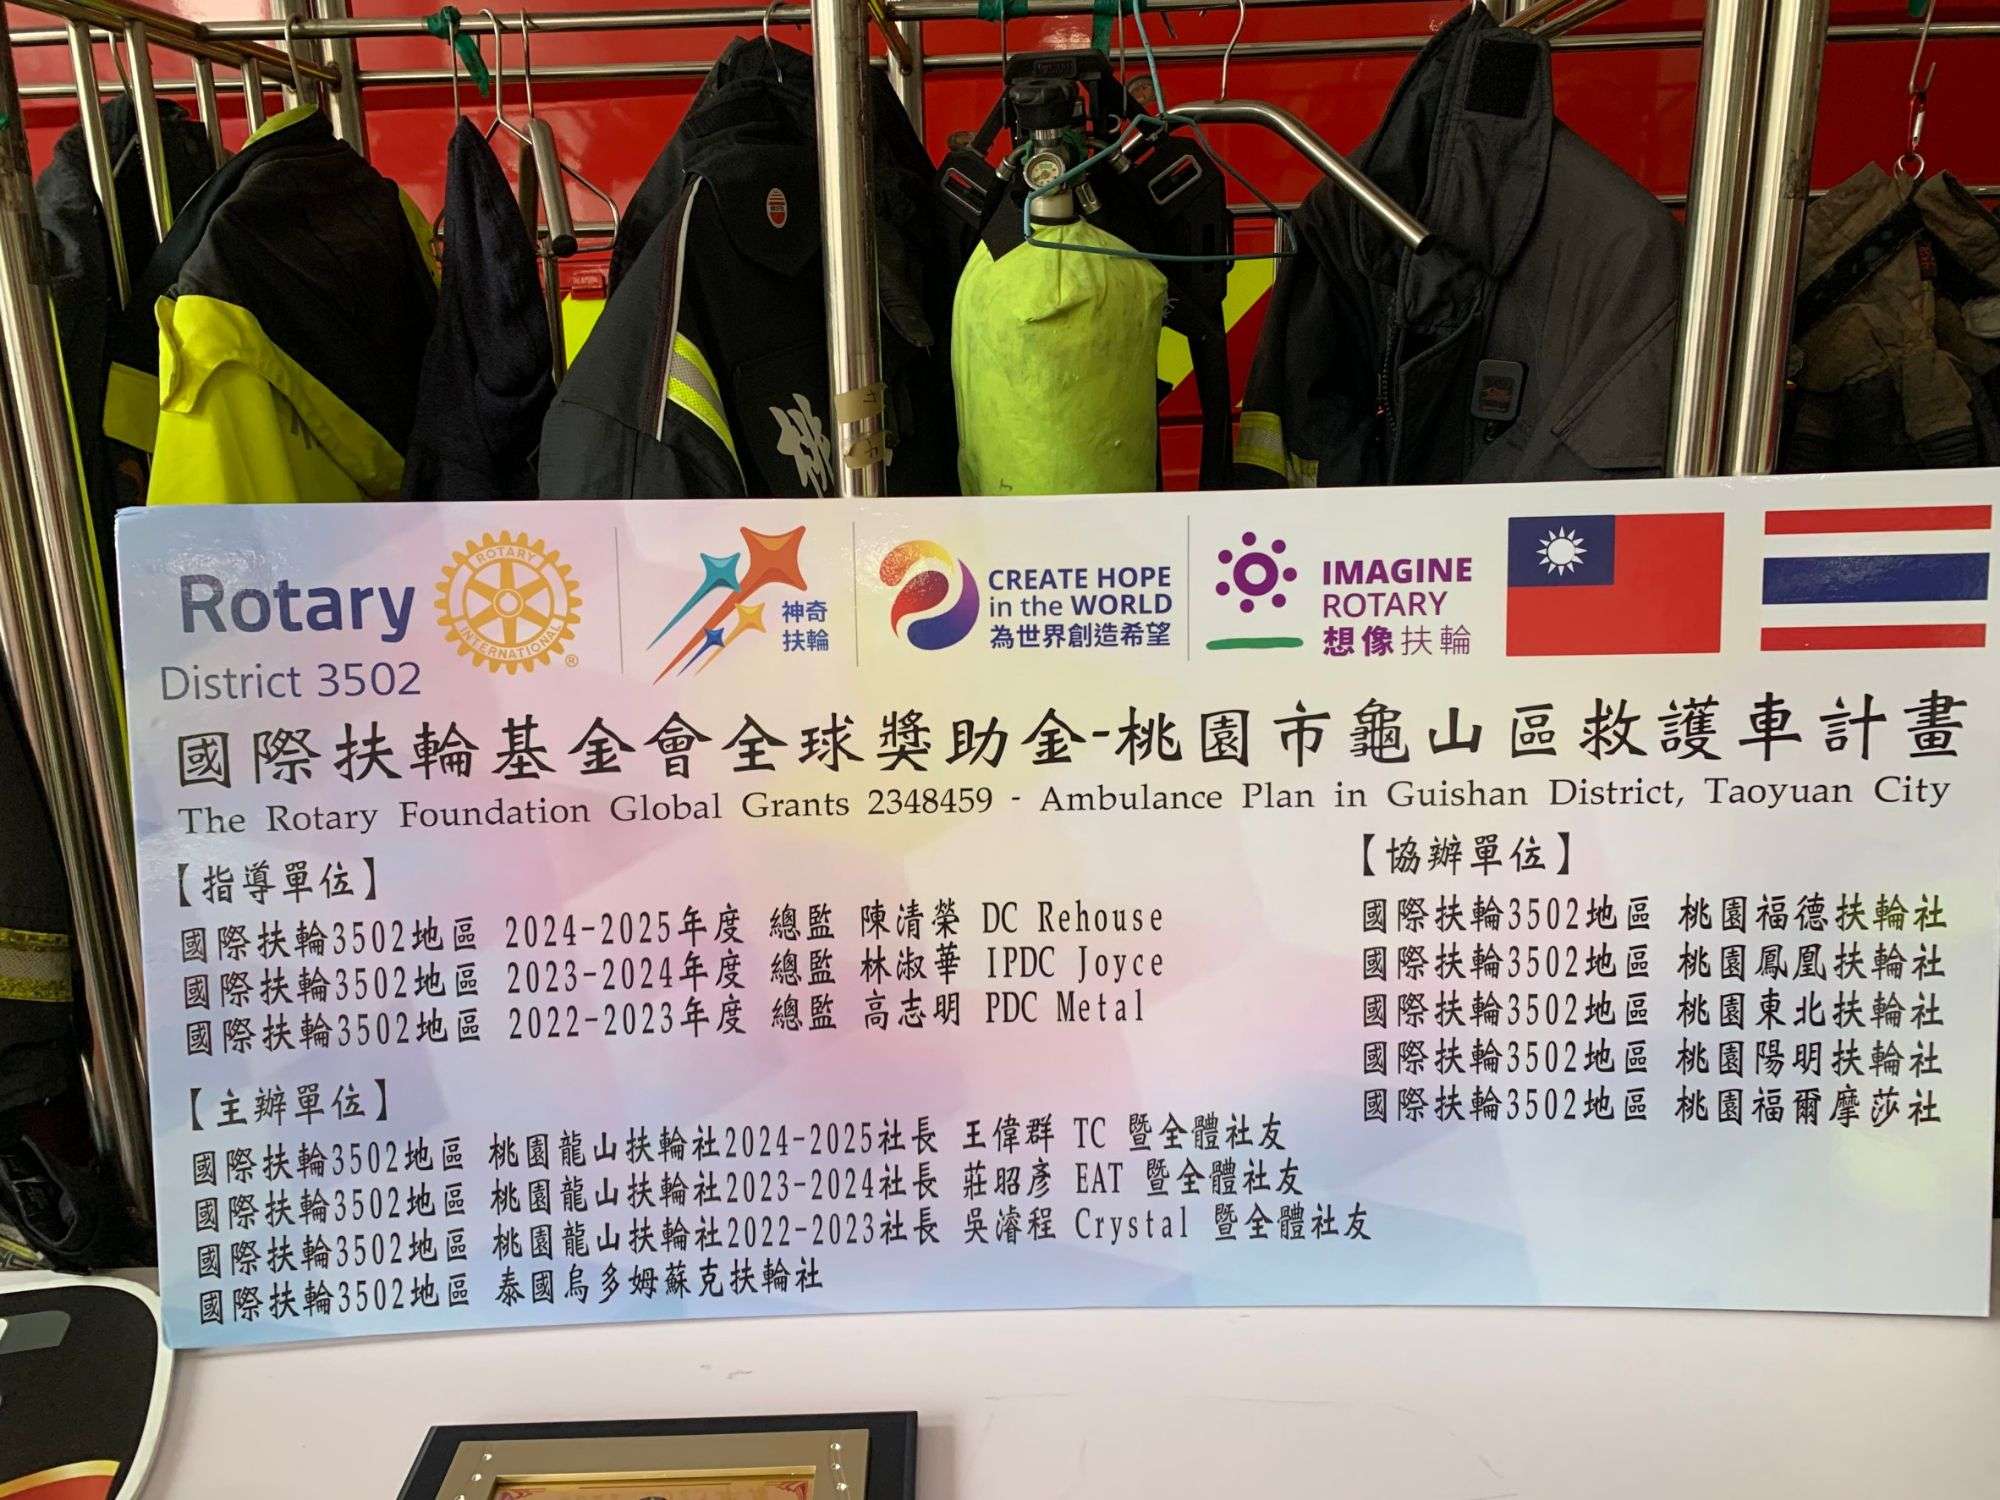 桃
Rotary
District 3502
ROTARY
INTERNATIONAL
®
神奇
扶輪
CREATE HOPE
in the WORLD
為世界創造希望
IMAGINE
ROTARY
想像扶輪
國際扶輪基金會全球獎助金-桃園市龜山區救護車計畫
The Rotary Foundation Global Grants 2348459 - Ambulance Plan in Guishan District, Taoyuan City
【指導單位】
國際扶輪3502地區 2024-2025年度 總監 陳清榮 DC Rehouse
國際扶輪3502地區 2023-2024年度 總監 林淑華 IPDC Joyce
國際扶輪3502地區 2022-2023年度 總監 高志明 PDC Metal
【主辦單位】
國際扶輪3502地區 桃園龍山扶輪社2024-2025社長 王偉群 TC 暨全體社友
國際扶輪3502地區 桃園龍山扶輪社2023-2024社長 莊昭彥 EAT 暨全體社友
國際扶輪3502地區 桃園龍山扶輪社2022-2023社長 吳濬程 Crystal 暨全體社友
國際扶輪3502地區 泰國烏多姆蘇克扶輪社
【協辦單位】
國際扶輪3502地區 桃園福德扶輪社
國際扶輪3502地區 桃園鳳凰扶輪社
國際扶輪3502地區 桃園東北扶輪社
國際扶輪3502地區 桃園陽明扶輪社
國際扶輪3502地區 桃園福爾摩莎社